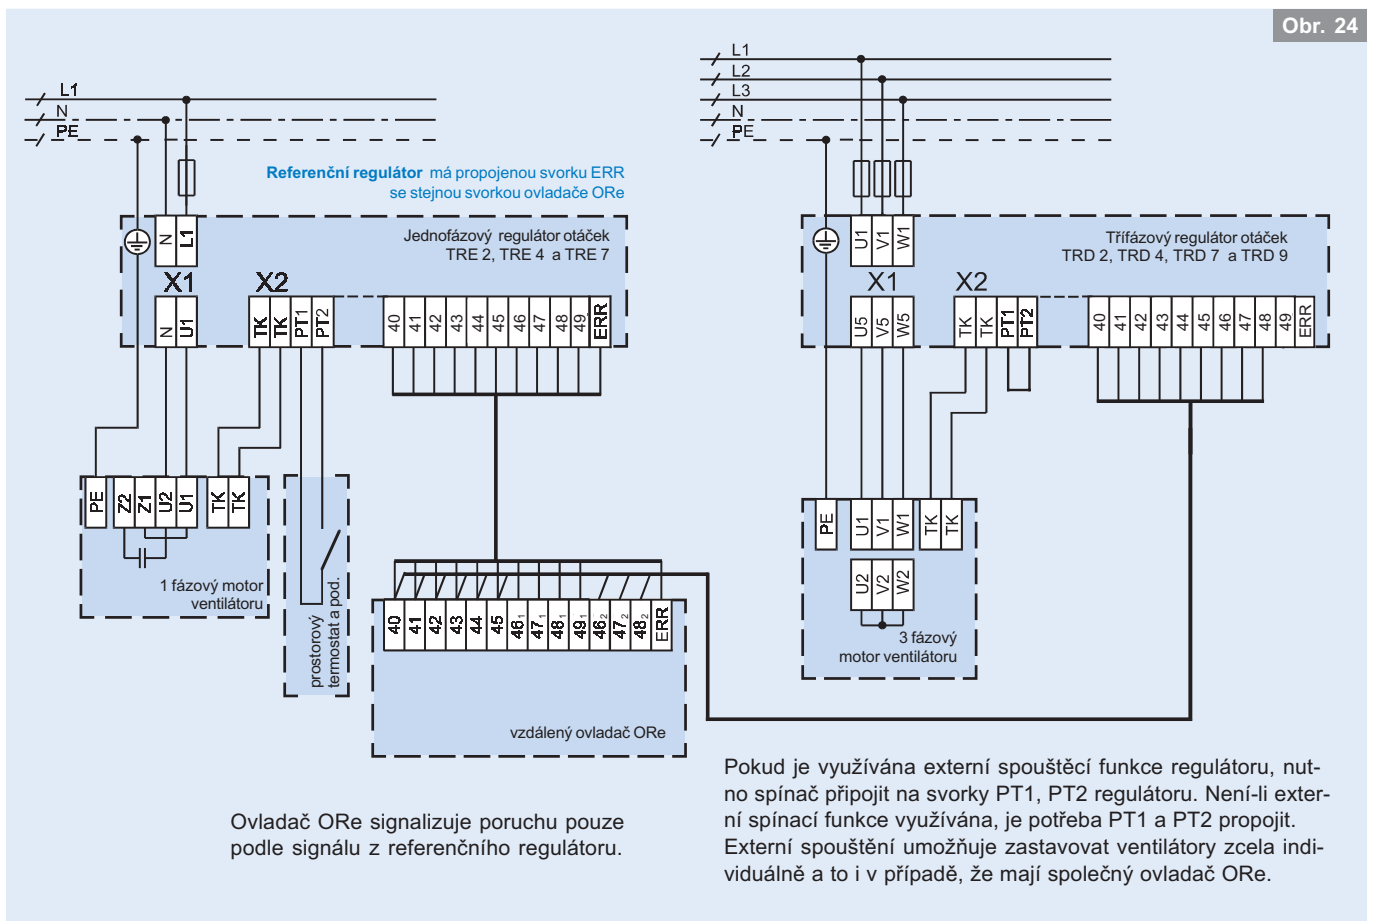 Obr. 24
L1
N
PE
L1
L2
L3
N
PE
Referenční regulátor má propojenou svorku ERR
se stejnou svorkou ovladače ORe
N L1
Jednofázový regulátor otáček
TRE 2, TRE 4 a TRE 7
X1 X2
N U1 TK TK PT1 PT2 40 41 42 43 44 45 46 47 48 49 ERR
U1 V1 W1
Třífázový regulátor otáček
TRD 2, TRD 4, TRD 7 a TRD 9
X1 X2
U5 V5 W5 TK TK PT1 PT2 40 41 42 43 44 45 46 47 48 49 ERR
PE Z2 Z1 U2 U1 TK TK
1 fázový motor
ventilátoru
prostorový
termostat a pod.
40 41 42 43 44 45 46₁ 47₁ 48₁ 49₁ 46₂ 47₂ 48₂ ERR
vzdálený ovladač ORe
PE U1 V1 W1 TK TK
U2 V2 W2
3 fázový
motor ventilátoru
Ovladač ORe signalizuje poruchu pouze
podle signálu z referenčního regulátoru.
Pokud je využívána externí spouštěcí funkce regulátoru, nut-
no spínač připojit na svorky PT1, PT2 regulátoru. Není-li exter-
ní spínací funkce využívána, je potřeba PT1 a PT2 propojit.
Externí spouštění umožňuje zastavovat ventilátory zcela indi-
viduálně a to i v případě, že mají společný ovladač ORe.